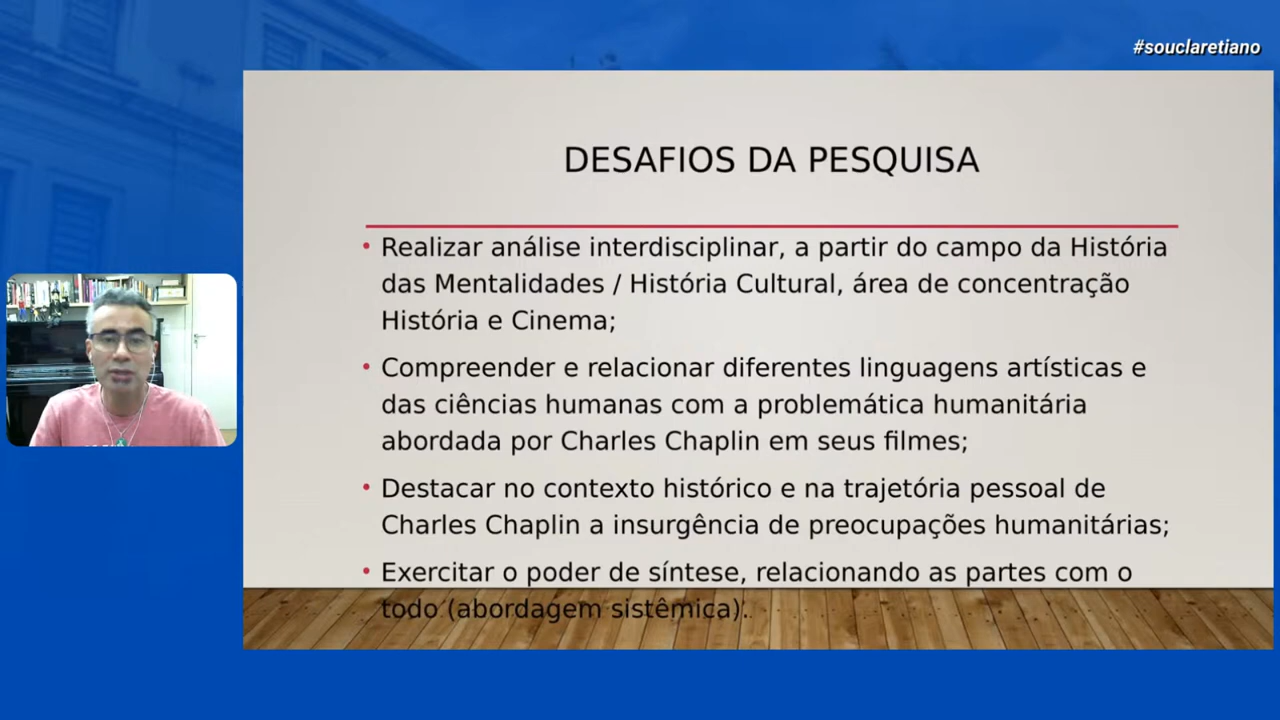 #souclaretiano
DESAFIOS DA PESQUISA
• Realizar análise interdisciplinar, a partir do campo da História
das Mentalidades / História Cultural, área de concentração
História e Cinema;
• Compreender e relacionar diferentes linguagens artísticas e
das ciências humanas com a problemática humanitária
abordada por Charles Chaplin em seus filmes;
• Destacar no contexto histórico e na trajetória pessoal de
Charles Chaplin a insurgência de preocupações humanitárias;
• Exercitar o poder de síntese, relacionando as partes com o
todo (abordagem sistêmica).